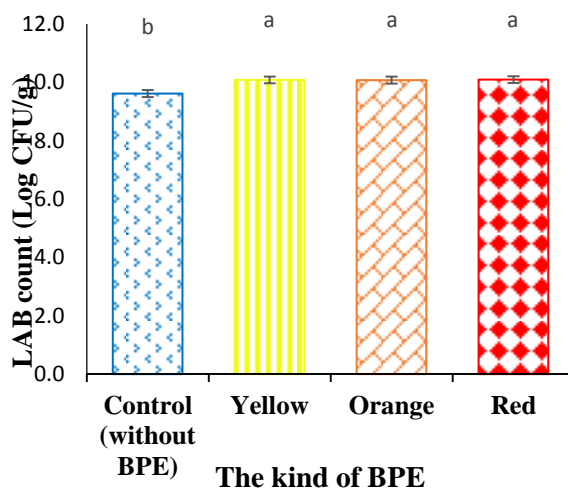 LAB count (Log CFU/g)
12.0
10.0
8.0
6.0
4.0
2.0
0.0
b
a
a
a
Control
(without
BPE)
Yellow
Orange
Red
The kind of BPE